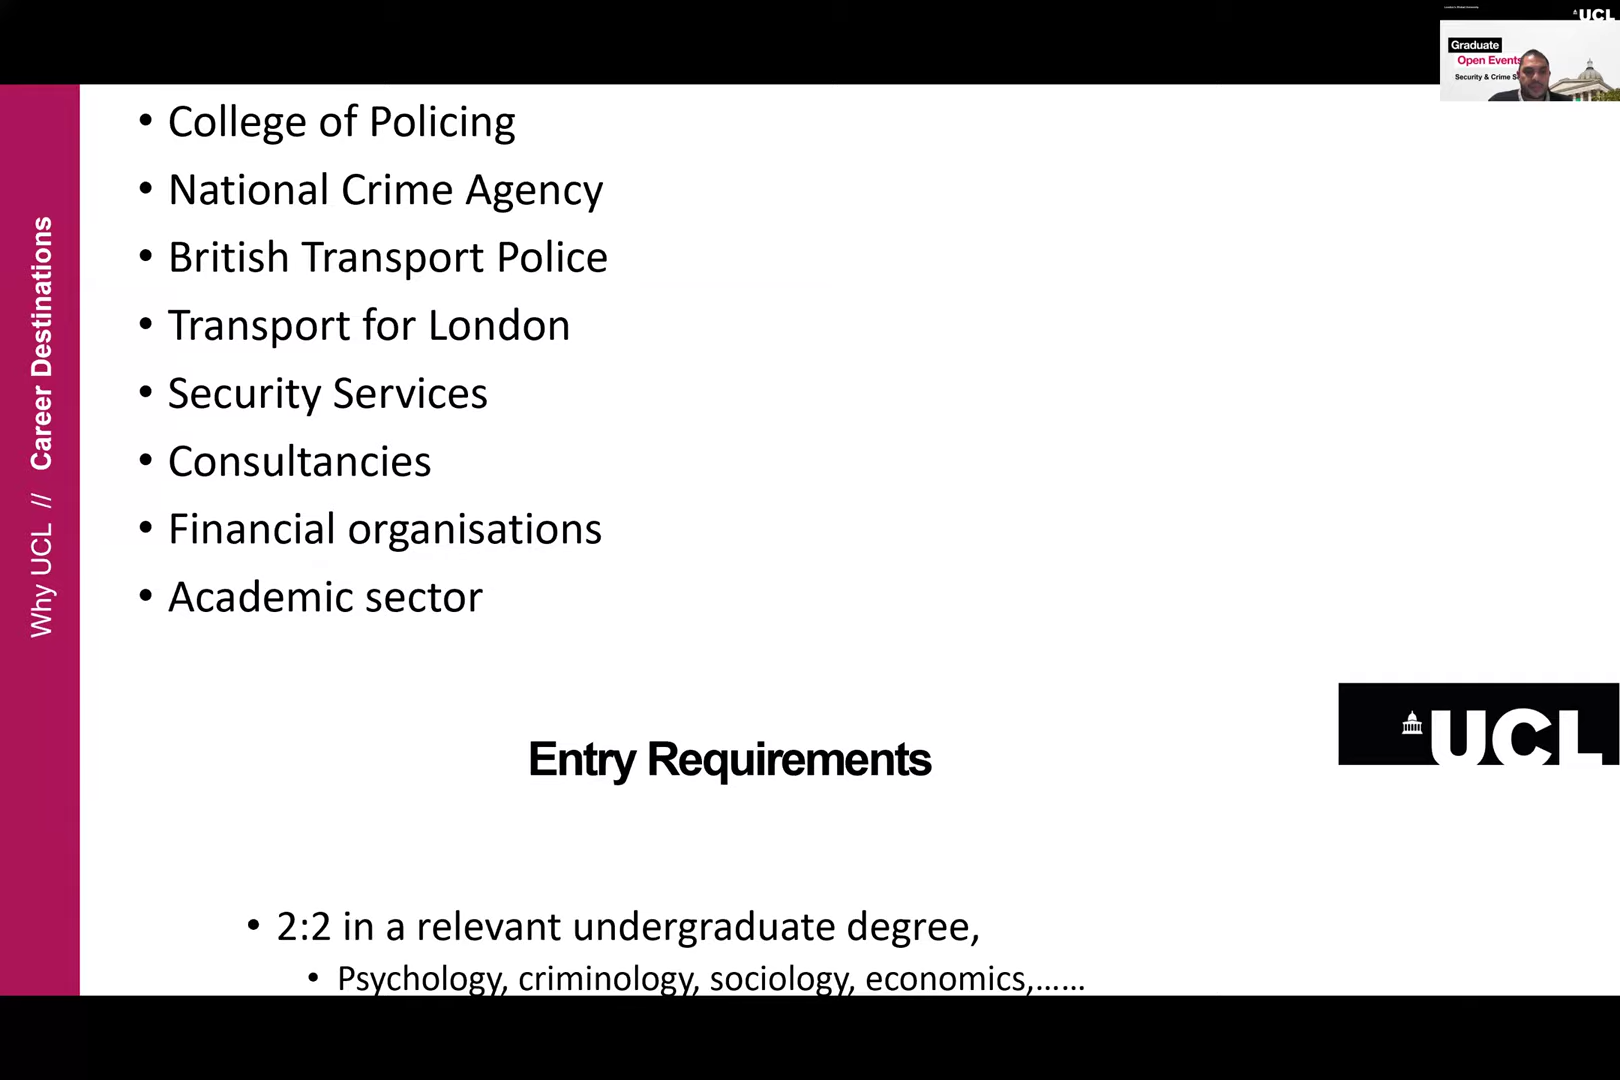 UCL
Graduate
Open Events
Security & Crime S
College of Policing
National Crime Agency
British Transport Police
Transport for London
Security Services
Consultancies
Financial organisations
Academic sector
Why UCL // Career Destinations
UCL
Entry Requirements
2:2 in a relevant undergraduate degree,
Psychology, criminology, sociology, economics,......